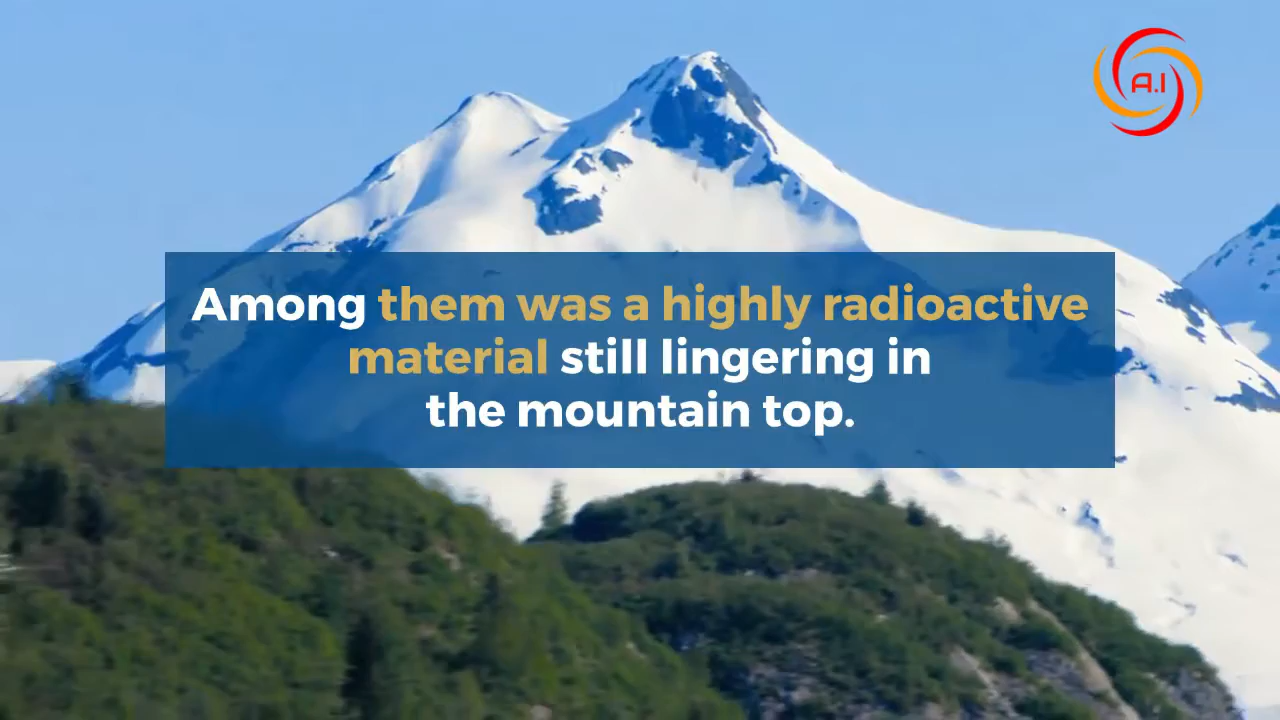 A.I
Among them was a highly radioactive
material still lingering in
the mountain top.